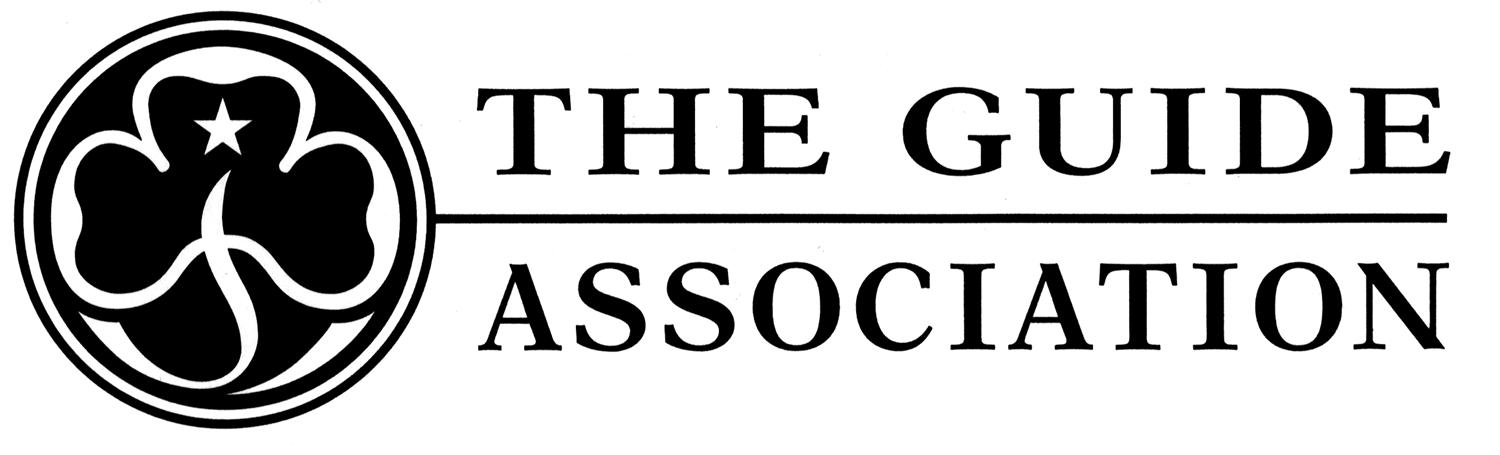 THE GUIDE
ASSOCIATION